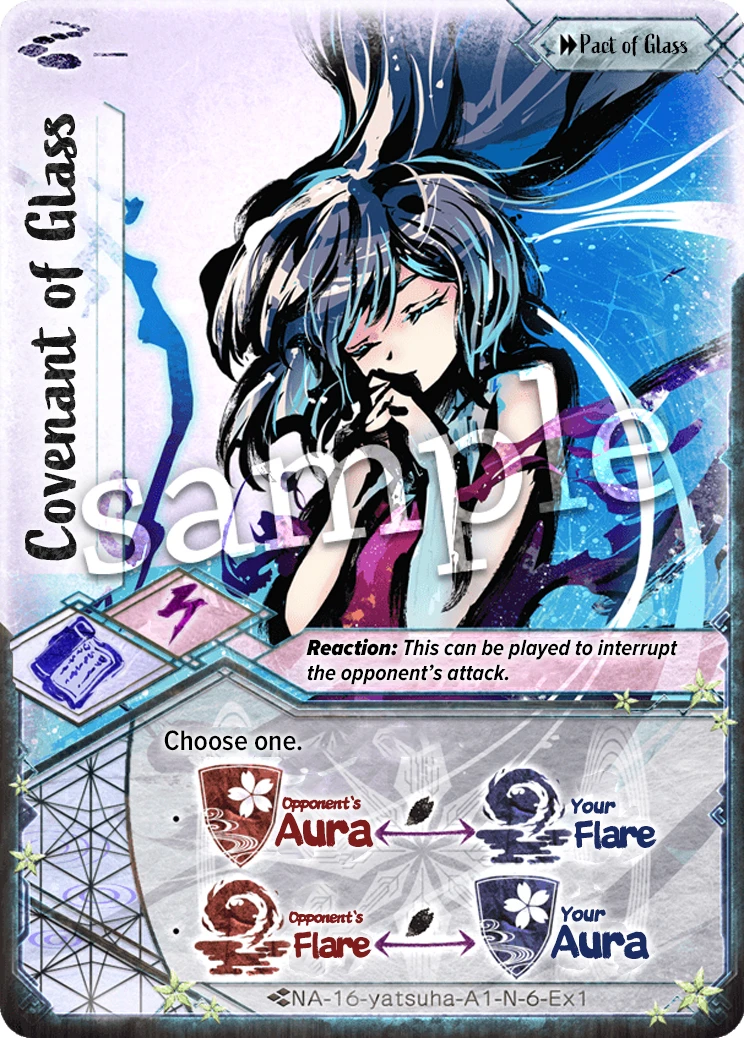 ▶▶Pact of Glass
Covenant of Glass
sample
Reaction: This can be played to interrupt
the opponent's attack.
Choose one.
• Opponent's Aura ⟷ Your Flare
• Opponent's Flare ⟷ Your Aura
NA-16-yatsuha-A1-N-6-Ex1